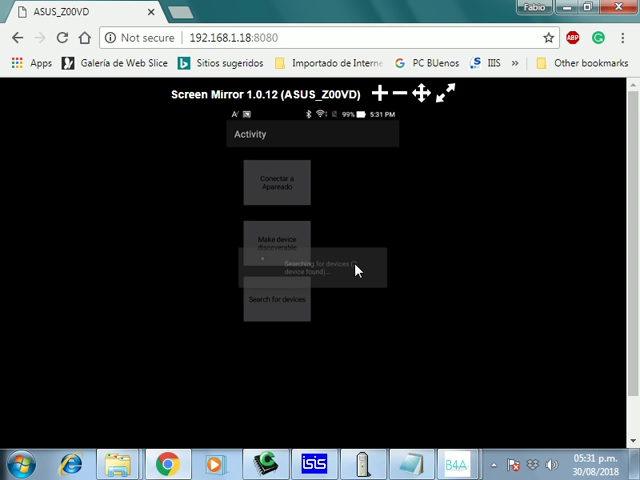 ASUS_Z00VD
Fabio
Not secure 192.168.1.18:8080
ABP
Apps Galería de Web Slice Sitios sugeridos Importado de Interne PC BUenos IIIS » Other bookmarks
Screen Mirror 1.0.12 (ASUS_Z00VD)
99% 5:31 PM
Activity
Conectar a
Apareado
Make device
discoverable
Searching for devices (
device found)...
Search for devices
isis
B4A
05:31 p.m.
30/08/2018